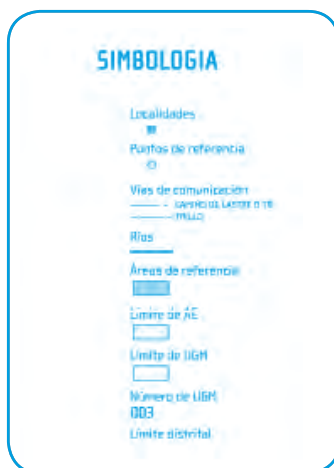 SIMBOLOGIA
Localidades
Puntos de referencia
Vías de comunicación
Ríos
Áreas de referencia
Límite de AE
Límite de UGM
Número de UGM
003
Límite distrital